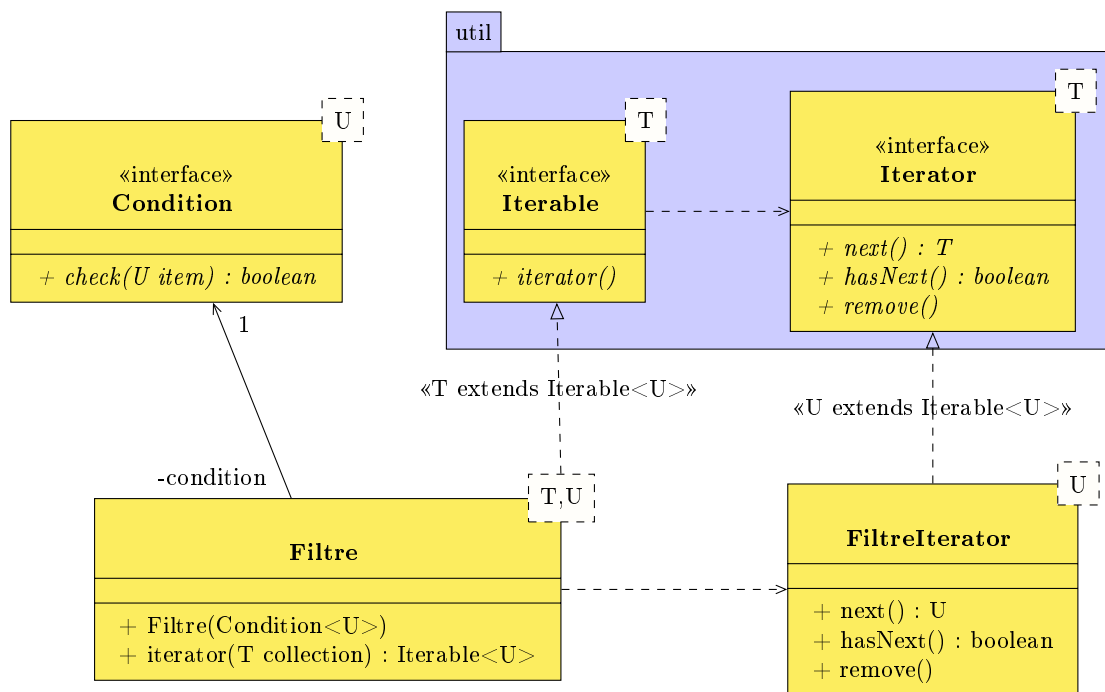 util
U
«interface»
Condition
+ check(U item) : boolean
T
«interface»
Iterable
+ iterator()
T
«interface»
Iterator
+ next() : T
+ hasNext() : boolean
+ remove()
1
-condition
«T extends Iterable<U>»
«U extends Iterable<U>»
T,U
Filtre
+ Filtre(Condition<U>)
+ iterator(T collection) : Iterable<U>
U
FiltreIterator
+ next() : U
+ hasNext() : boolean
+ remove()